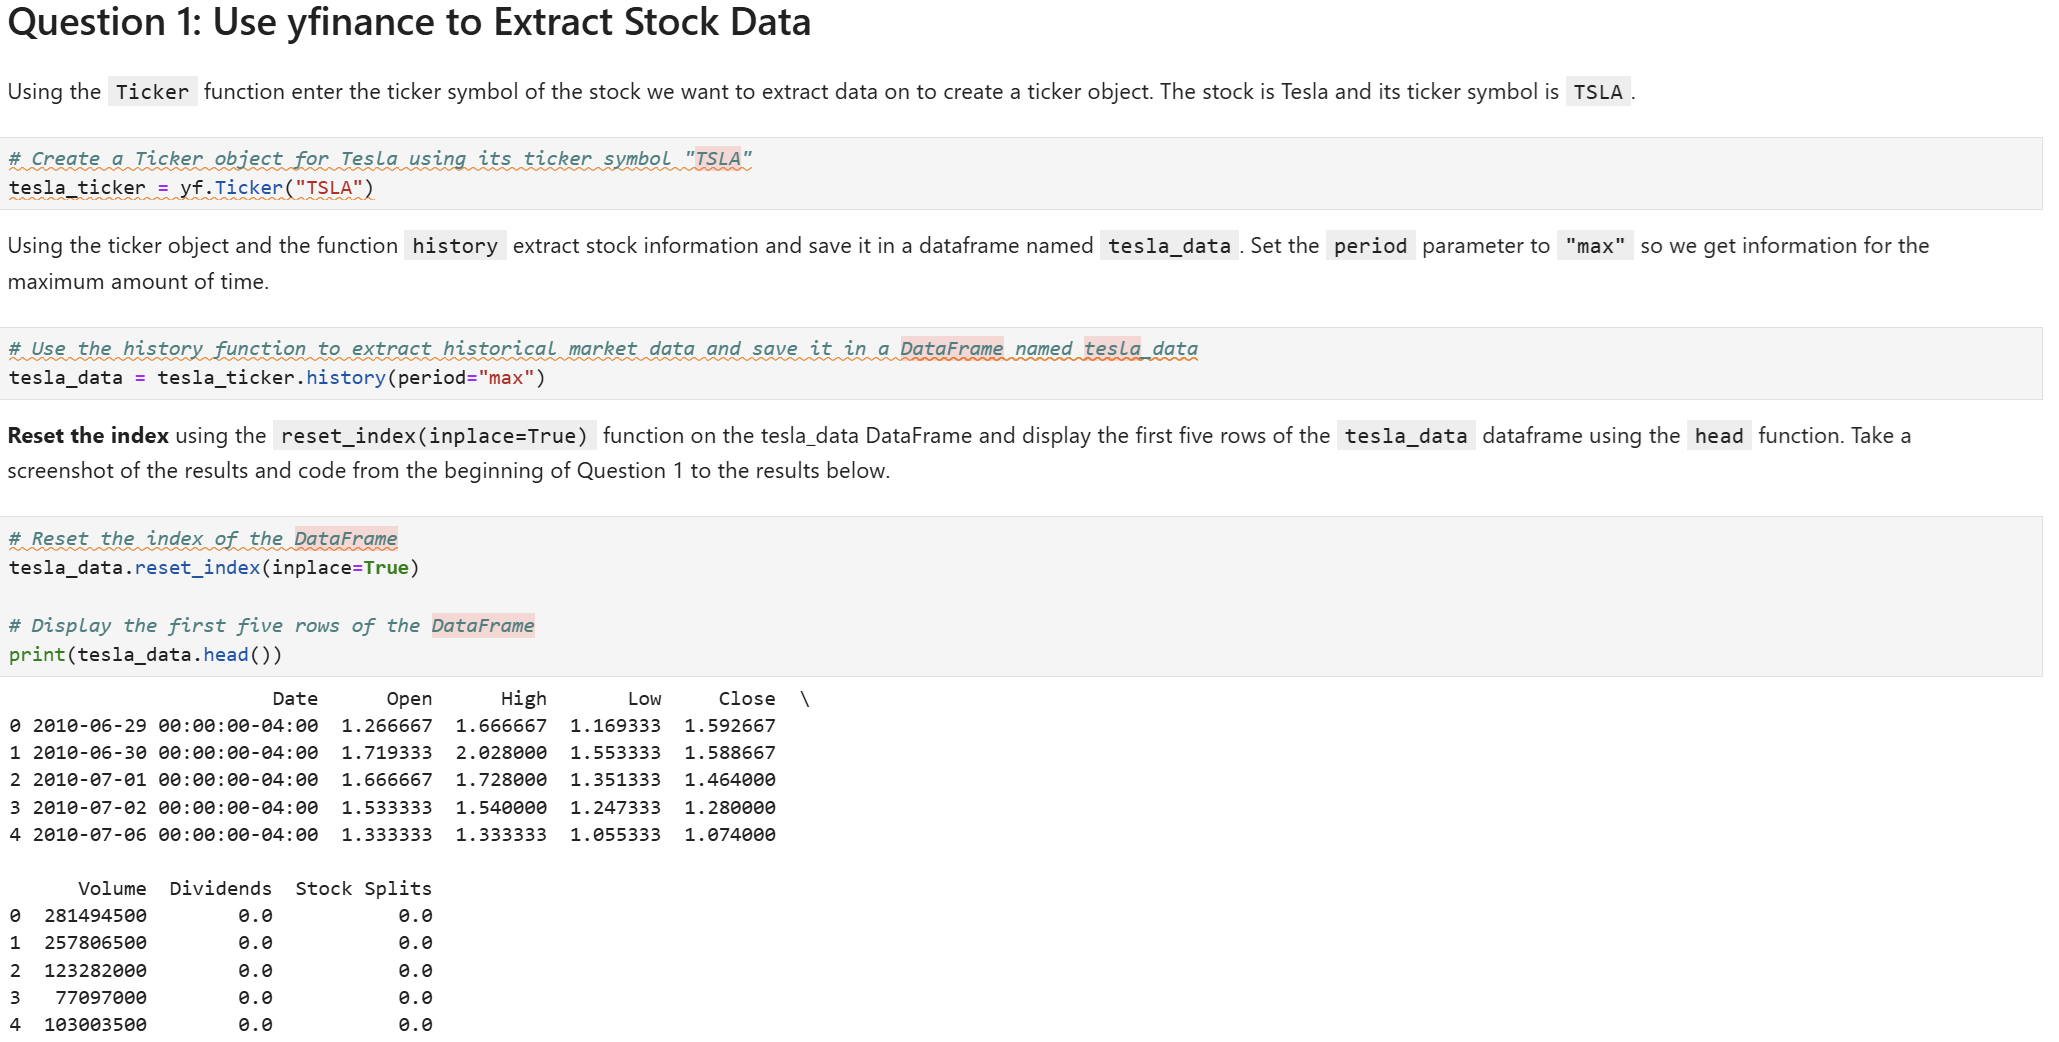 Question 1: Use yfinance to Extract Stock Data
Using the Ticker function enter the ticker symbol of the stock we want to extract data on to create a ticker object. The stock is Tesla and its ticker symbol is TSLA .
# Create a Ticker object for Tesla using its ticker symbol "TSLA"
tesla_ticker = yf.Ticker("TSLA")
Using the ticker object and the function history extract stock information and save it in a dataframe named tesla_data . Set the period parameter to "max" so we get information for the
maximum amount of time.
# Use the history function to extract historical market data and save it in a DataFrame named tesla_data
tesla_data = tesla_ticker.history(period="max")
Reset the index using the reset_index(inplace=True) function on the tesla_data DataFrame and display the first five rows of the tesla_data dataframe using the head function. Take a
screenshot of the results and code from the beginning of Question 1 to the results below.
# Reset the index of the DataFrame
tesla_data.reset_index(inplace=True)
# Display the first five rows of the DataFrame
print(tesla_data.head())
Date Open High Low Close \
0 2010-06-29 00:00:00-04:00 1.266667 1.666667 1.169333 1.592667
1 2010-06-30 00:00:00-04:00 1.719333 2.028000 1.553333 1.588667
2 2010-07-01 00:00:00-04:00 1.666667 1.728000 1.351333 1.464000
3 2010-07-02 00:00:00-04:00 1.533333 1.540000 1.247333 1.280000
4 2010-07-06 00:00:00-04:00 1.333333 1.333333 1.055333 1.074000
Volume Dividends Stock Splits
0 281494500 0.0 0.0
1 257806500 0.0 0.0
2 123282000 0.0 0.0
3 77097000 0.0 0.0
4 103003500 0.0 0.0